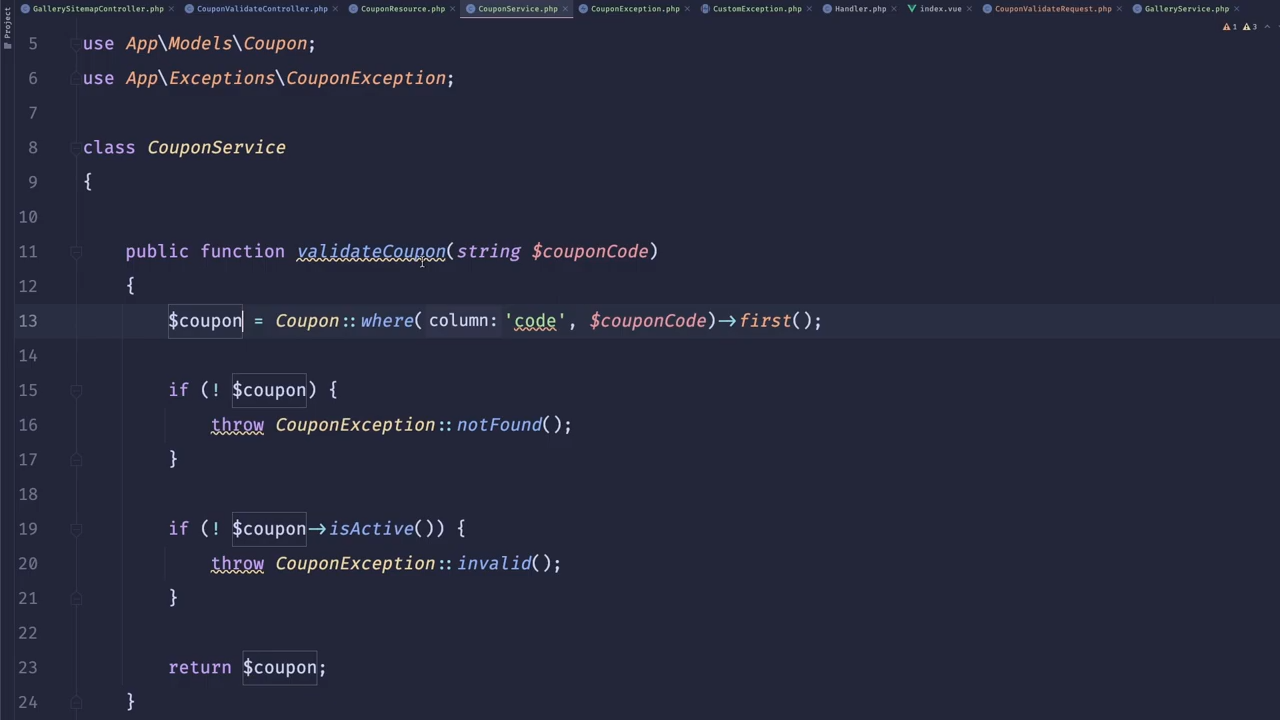 GallerySitemapController.php CouponValidateController.php CouponResource.php CouponService.php CouponException.php CustomException.php Handler.php index.vue CouponValidateRequest.php GalleryService.php
Project
1 3
5 use App\Models\Coupon;
6 use App\Exceptions\CouponException;
7
8 class CouponService
9 {
10
11 public function validateCoupon(string $couponCode)
12 {
13 $coupon = Coupon::where( column: 'code', $couponCode)->first();
14
15 if (! $coupon) {
16 throw CouponException::notFound();
17 }
18
19 if (! $coupon->isActive()) {
20 throw CouponException::invalid();
21 }
22
23 return $coupon;
24 }